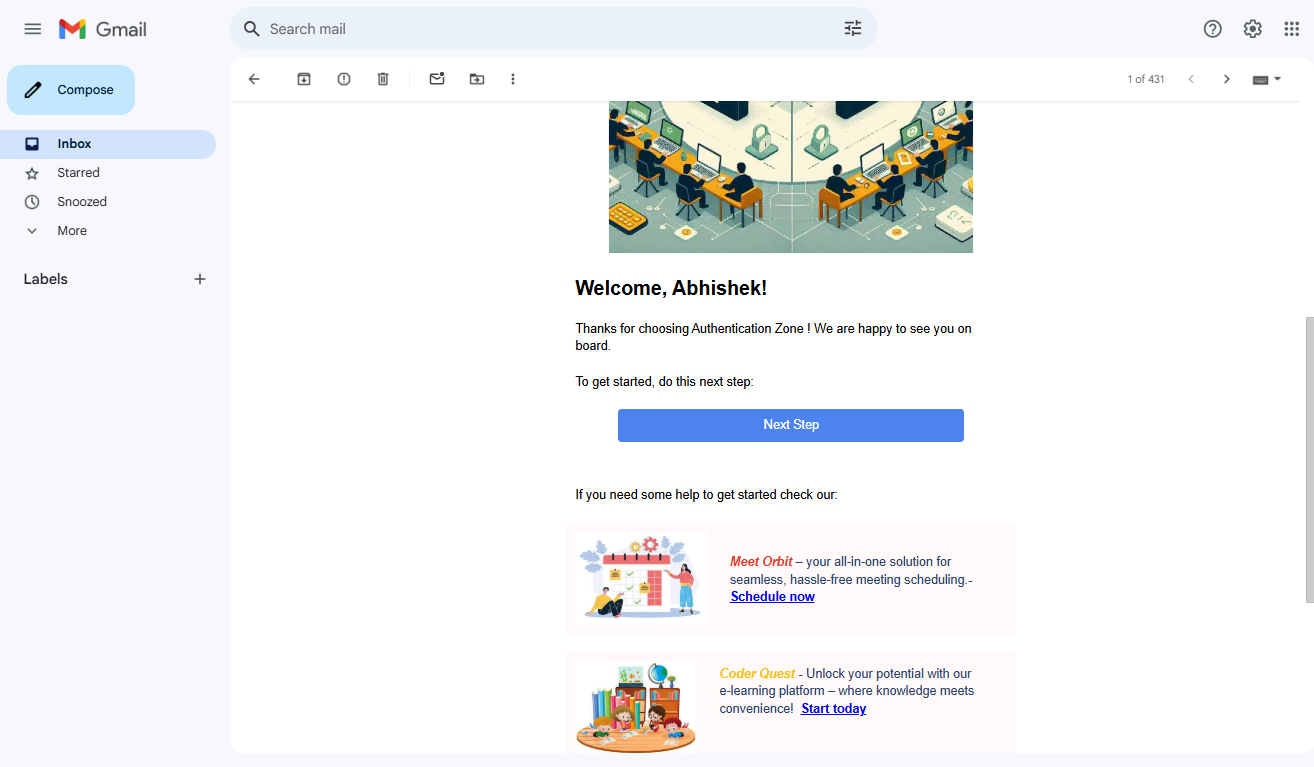 Gmail
Search mail
Compose
1 of 431
Inbox
Starred
Snoozed
More
Labels
Welcome, Abhishek!
Thanks for choosing Authentication Zone ! We are happy to see you on
board.
To get started, do this next step:
Next Step
If you need some help to get started check our:
Meet Orbit – your all-in-one solution for
seamless, hassle-free meeting scheduling.-
Schedule now
Coder Quest - Unlock your potential with our
e-learning platform – where knowledge meets
convenience! Start today